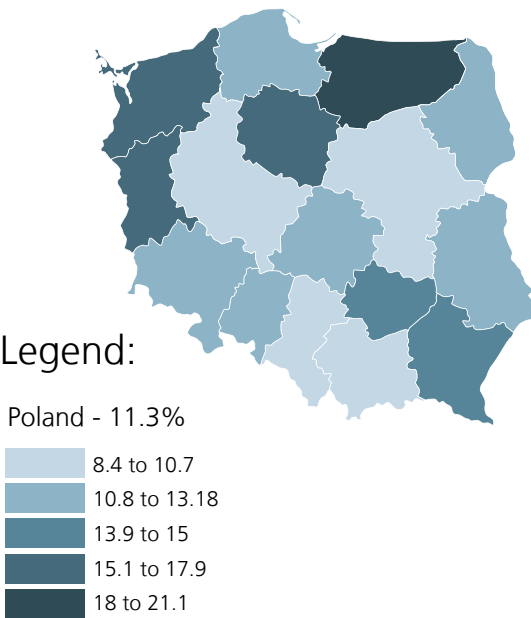 Legend:
Poland - 11.3%
8.4 to 10.7
10.8 to 13.18
13.9 to 15
15.1 to 17.9
18 to 21.1